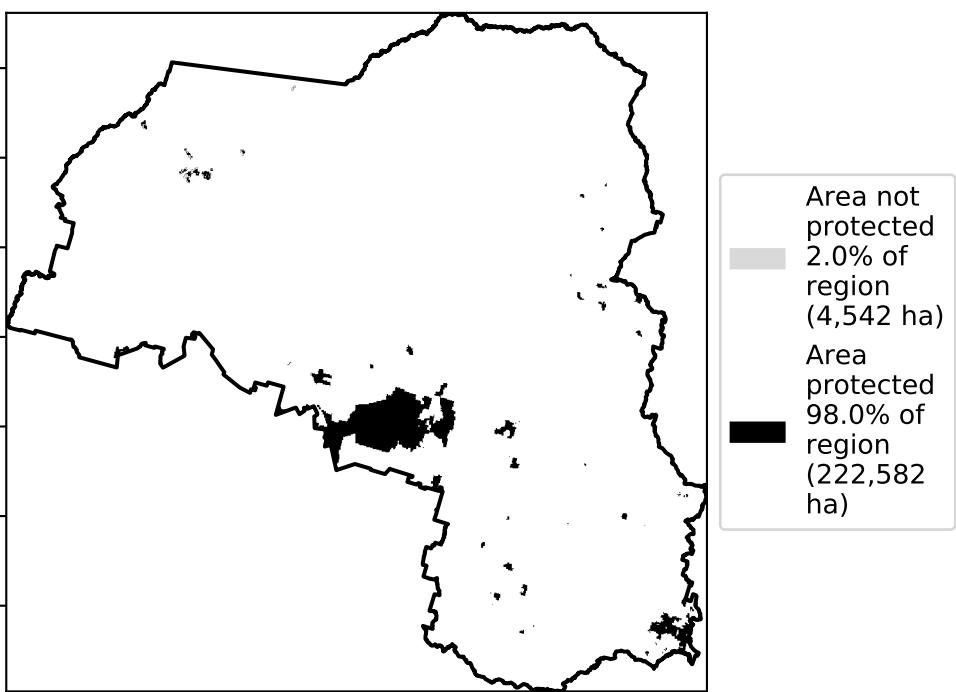 Area not
protected
2.0% of
region
(4,542 ha)
Area
protected
98.0% of
region
(222,582
ha)